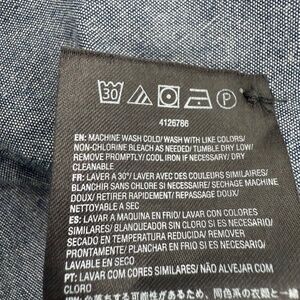 30 P
4126786
EN: MACHINE WASH COLD/ WASH WITH LIKE COLORS/
NON-CHLORINE BLEACH AS NEEDED/ TUMBLE DRY LOW/
REMOVE PROMPTLY/ COOL IRON IF NECESSARY/ DRY
CLEANABLE
FR: LAVER A 30°/ LAVER AVEC DES COULEURS SIMILAIRES/
BLANCHIR SANS CHLORE SI NECESSAIRE/ SECHAGE MACHINE
DOUX/ RETIRER RAPIDEMENT/ REPASSAGE DOUX/
NETTOYABLE A SEC
ES: LAVAR A MAQUINA EN FRIO/ LAVAR CON COLORES
SIMILARES/ BLANQUEAR SIN CLORO SI ES NECESARIO/
SECADO EN TEMPERATURA REDUCIDA/ REMOVER
PRONTAMENTE/ PLANCHAR EN FRIO SI ES NECESARIO/
LAVABLE EN SECO
PT: LAVAR COM CORES SIMILARES/ NÃO ALVEJAR COM
CLORO/